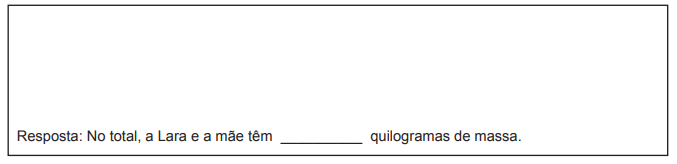 Resposta: No total, a Lara e a mãe têm __________ quilogramas de massa.